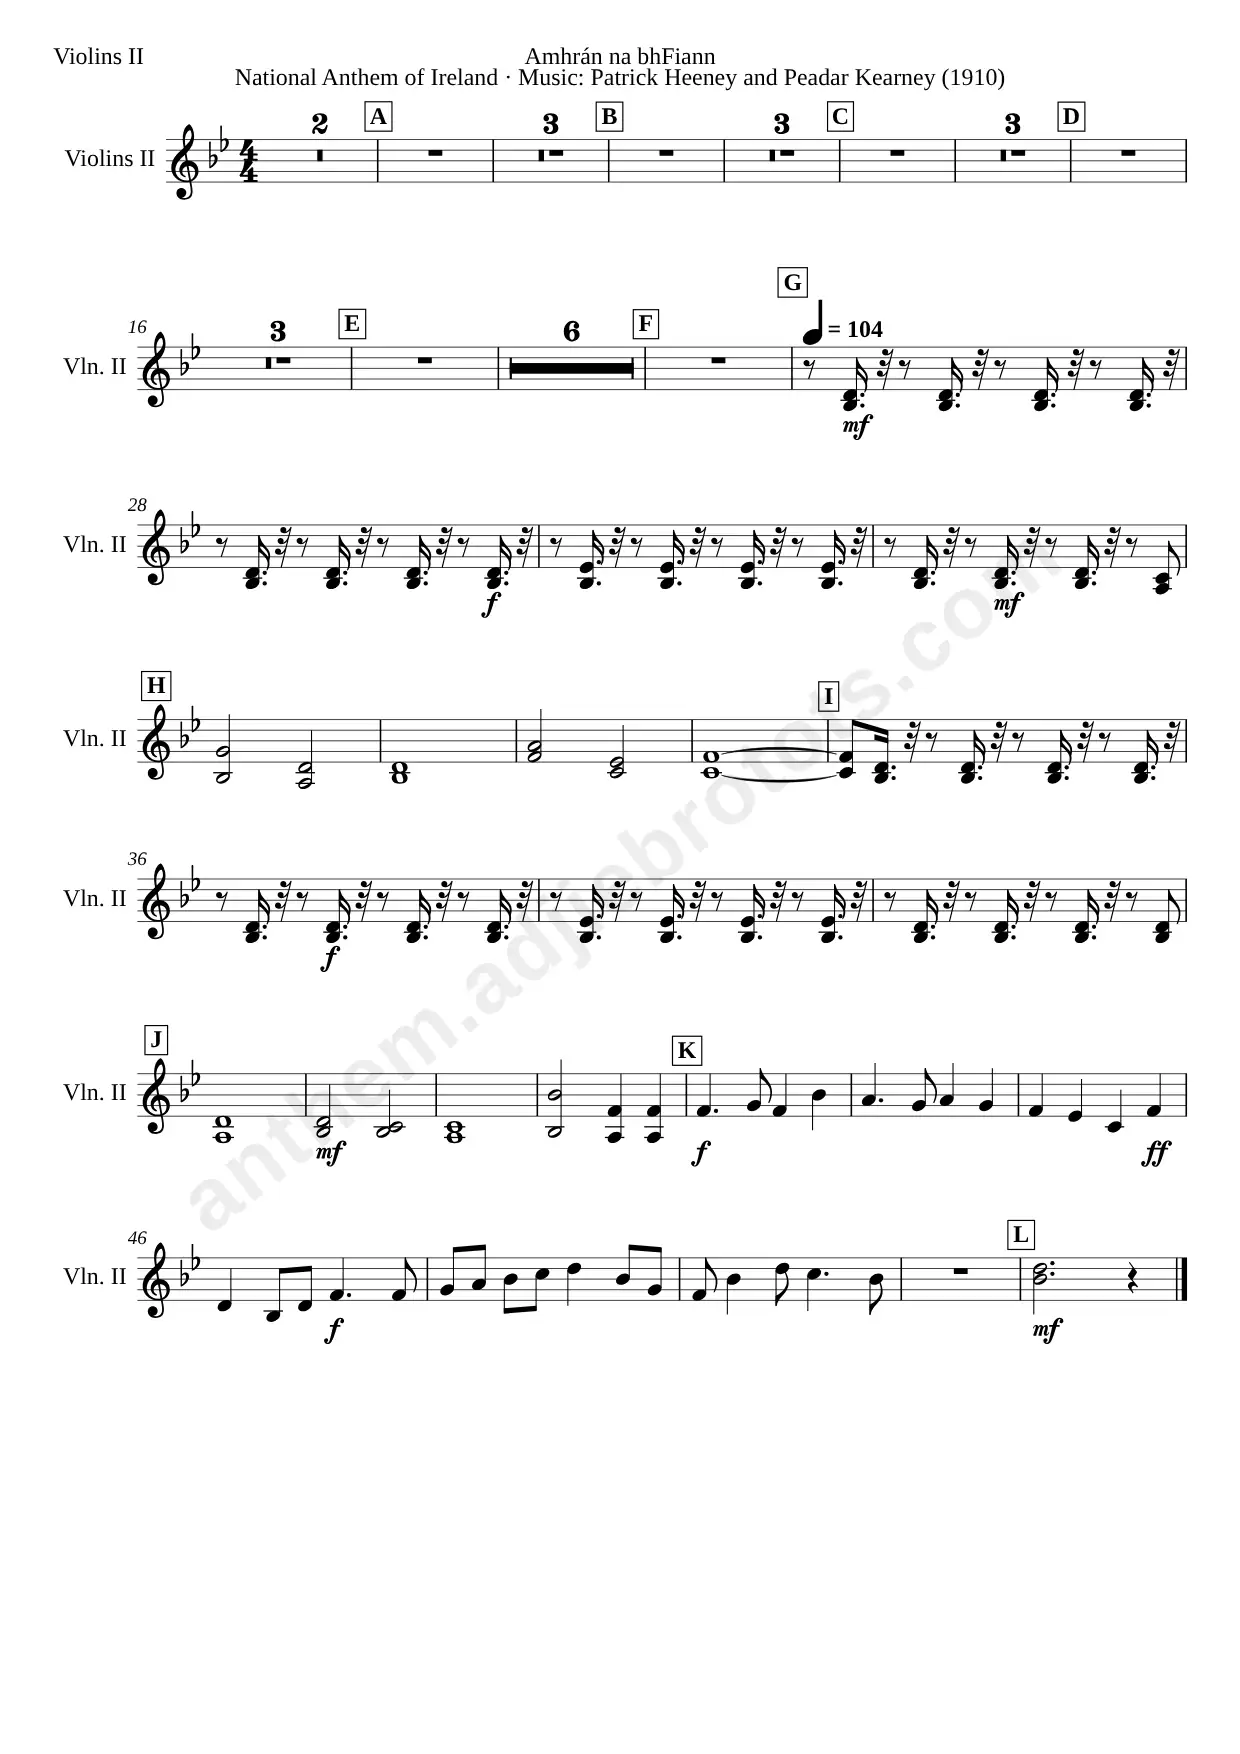 Violins II
Amhrán na bhFiann
National Anthem of Ireland · Music: Patrick Heeney and Peadar Kearney (1910)
2 A 3 B 3 C 3 D
Violins II
G
16 3 E 6 F = 104
Vln. II
mf
28
Vln. II
f mf
H I
Vln. II
36
Vln. II
f
J K
Vln. II
mf f ff
46 L
Vln. II
f mf
anthem.adjiebrotots.com